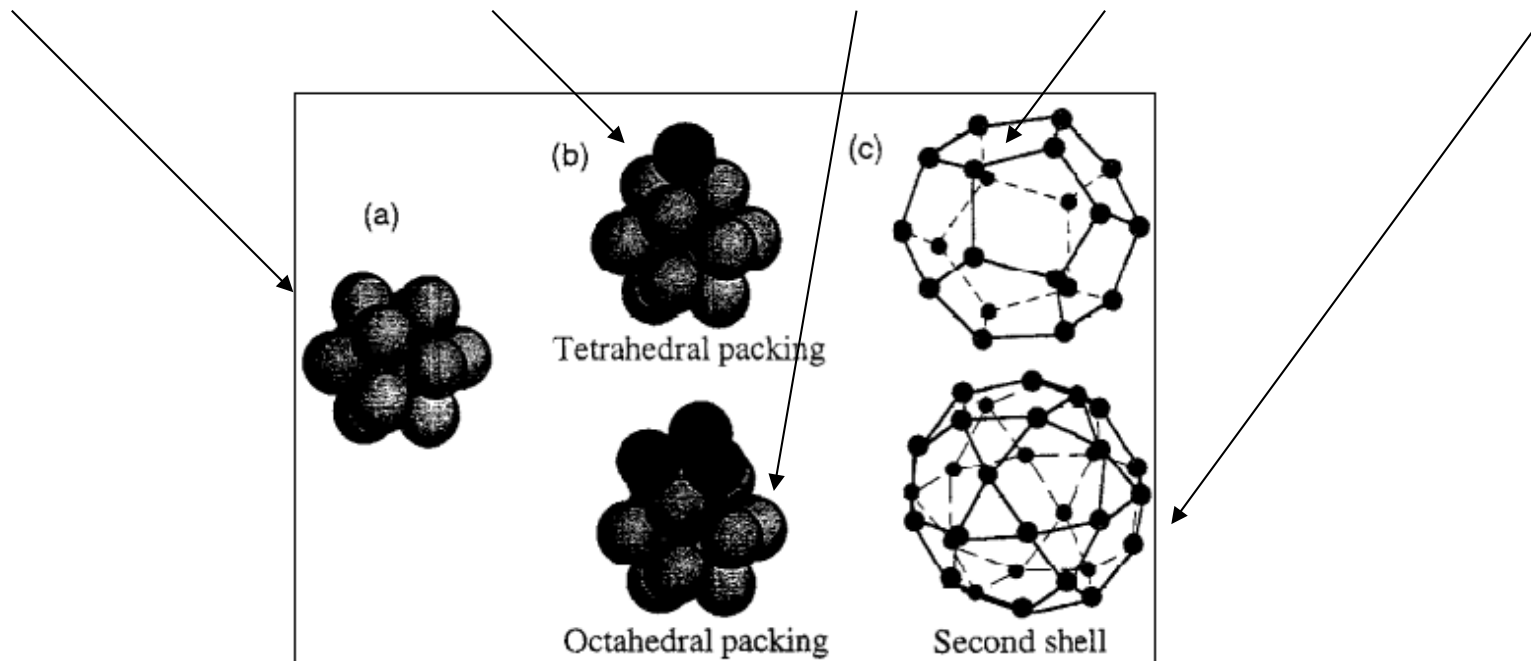 (a)
(b)
Tetrahedral packing
Octahedral packing
(c)
Second shell